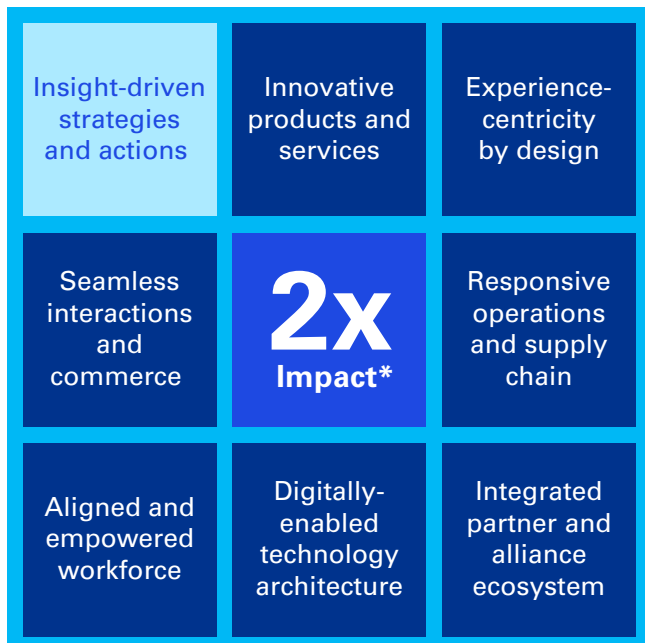 Insight-driven
strategies
and actions
Innovative
products and
services
Experience-
centricity
by design
Seamless
interactions
and
commerce
2x
Impact*
Responsive
operations
and supply
chain
Aligned and
empowered
workforce
Digitally-
enabled
technology
architecture
Integrated
partner and
alliance
ecosystem